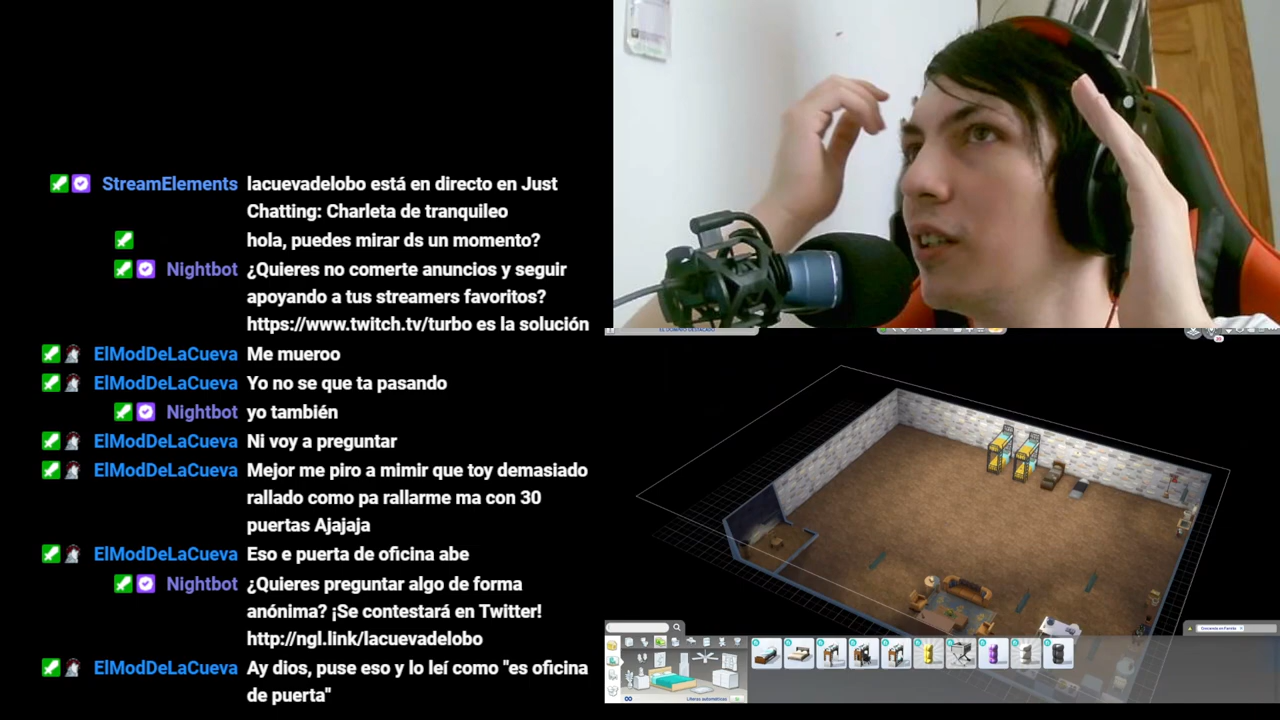 StreamElements lacuevadelobo está en directo en Just
Chatting: Charleta de tranquileo
hola, puedes mirar ds un momento?
Nightbot ¿Quieres no comerte anuncios y seguir
apoyando a tus streamers favoritos?
https://www.twitch.tv/turbo es la solución
ElModDeLaCueva Me mueroo
ElModDeLaCueva Yo no se que ta pasando
Nightbot yo también
ElModDeLaCueva Ni voy a preguntar
ElModDeLaCueva Mejor me piro a mimir que toy demasiado
rallado como pa rallarme ma con 30
puertas Ajajaja
ElModDeLaCueva Eso e puerta de oficina abe
Nightbot ¿Quieres preguntar algo de forma
anónima? ¡Se contestará en Twitter!
http://ngl.link/lacuevadelobo
ElModDeLaCueva Ay dios, puse eso y lo leí como "es oficina
de puerta"